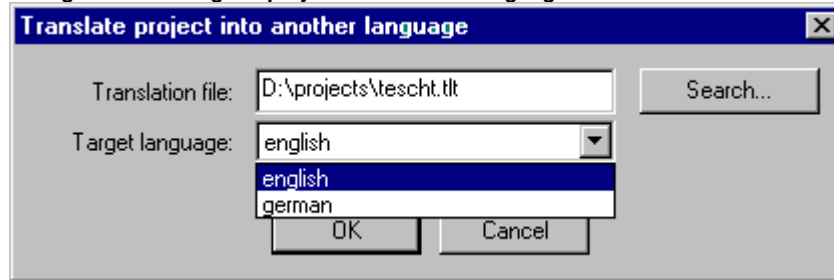 Translate project into another language
Translation file: D:\projects\tescht.tlt Search...
Target language: english
english
german
OK Cancel